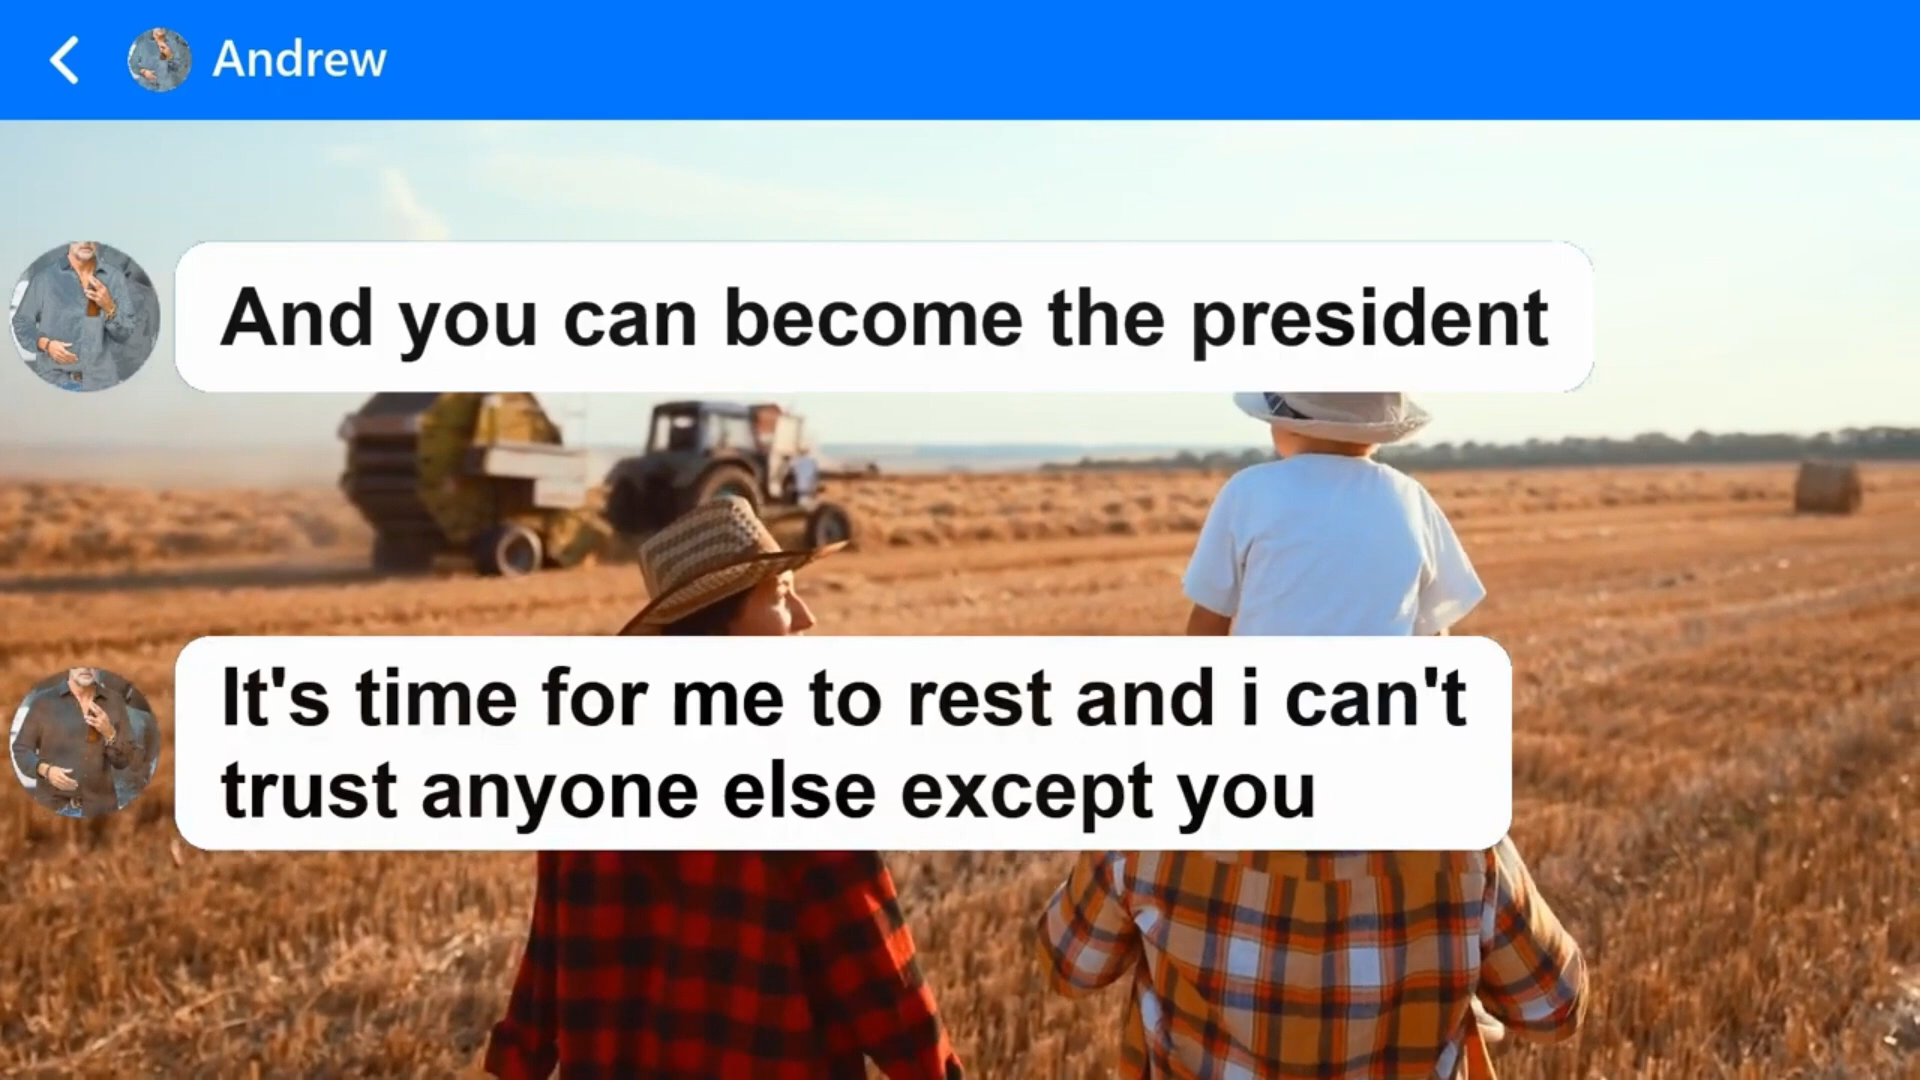 Andrew
And you can become the president
It's time for me to rest and i can't
trust anyone else except you